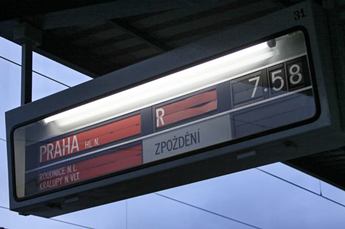 31
PRAHA HL. N. R 7.58
ZPOŽDĚNÍ
ROUDNICE N.L.
KRALUPY N.VLT